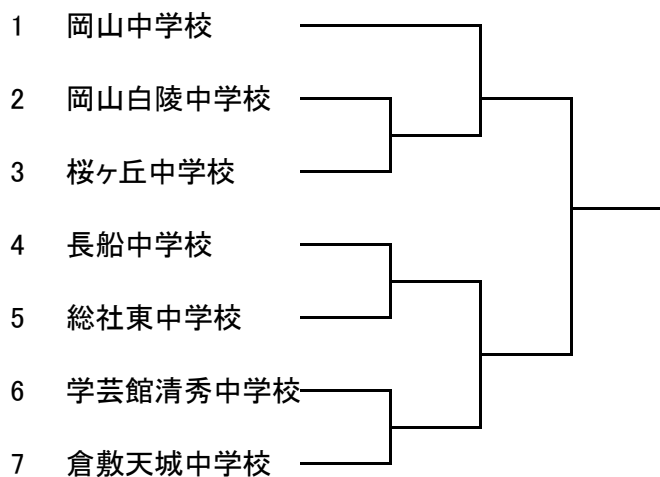 1 岡山中学校
2 岡山白陵中学校
3 桜ヶ丘中学校
4 長船中学校
5 総社東中学校
6 学芸館清秀中学校
7 倉敷天城中学校